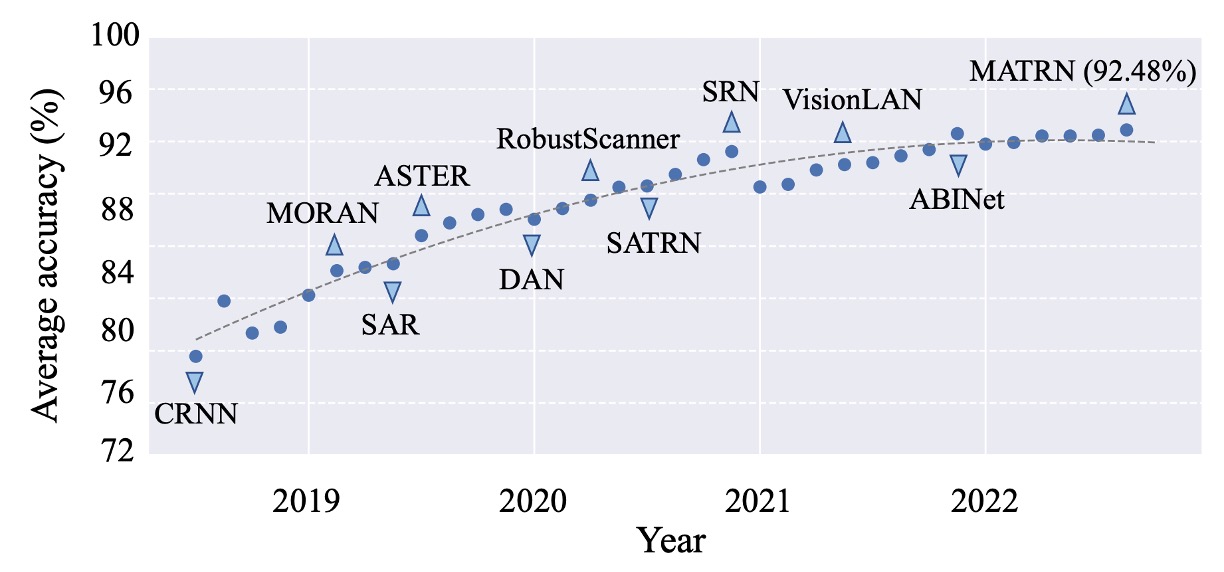 100
96
92
88
84
80
76
72
Average accuracy (%)
MATRN (92.48%)
SRN
VisionLAN
RobustScanner
ASTER
MORAN
ABINet
SATRN
DAN
SAR
CRNN
2019
2020
2021
2022
Year